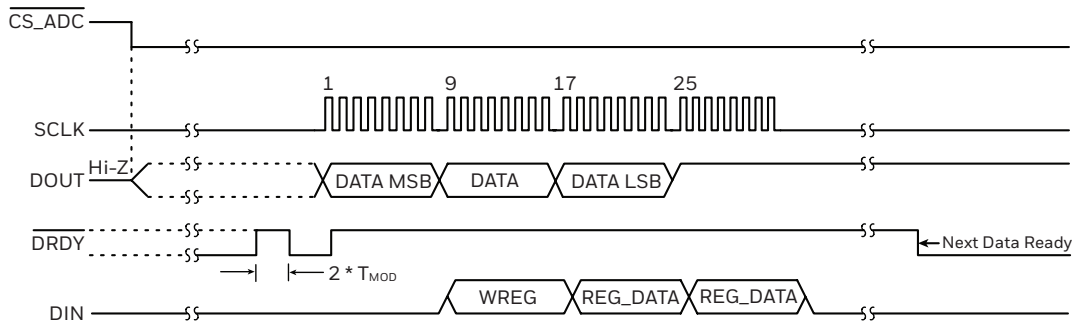 CS_ADC
1 9 17 25
SCLK
Hi-Z
DOUT DATA MSB DATA DATA LSB
DRDY Next Data Ready
2 * TMOD
DIN WREG REG_DATA REG_DATA